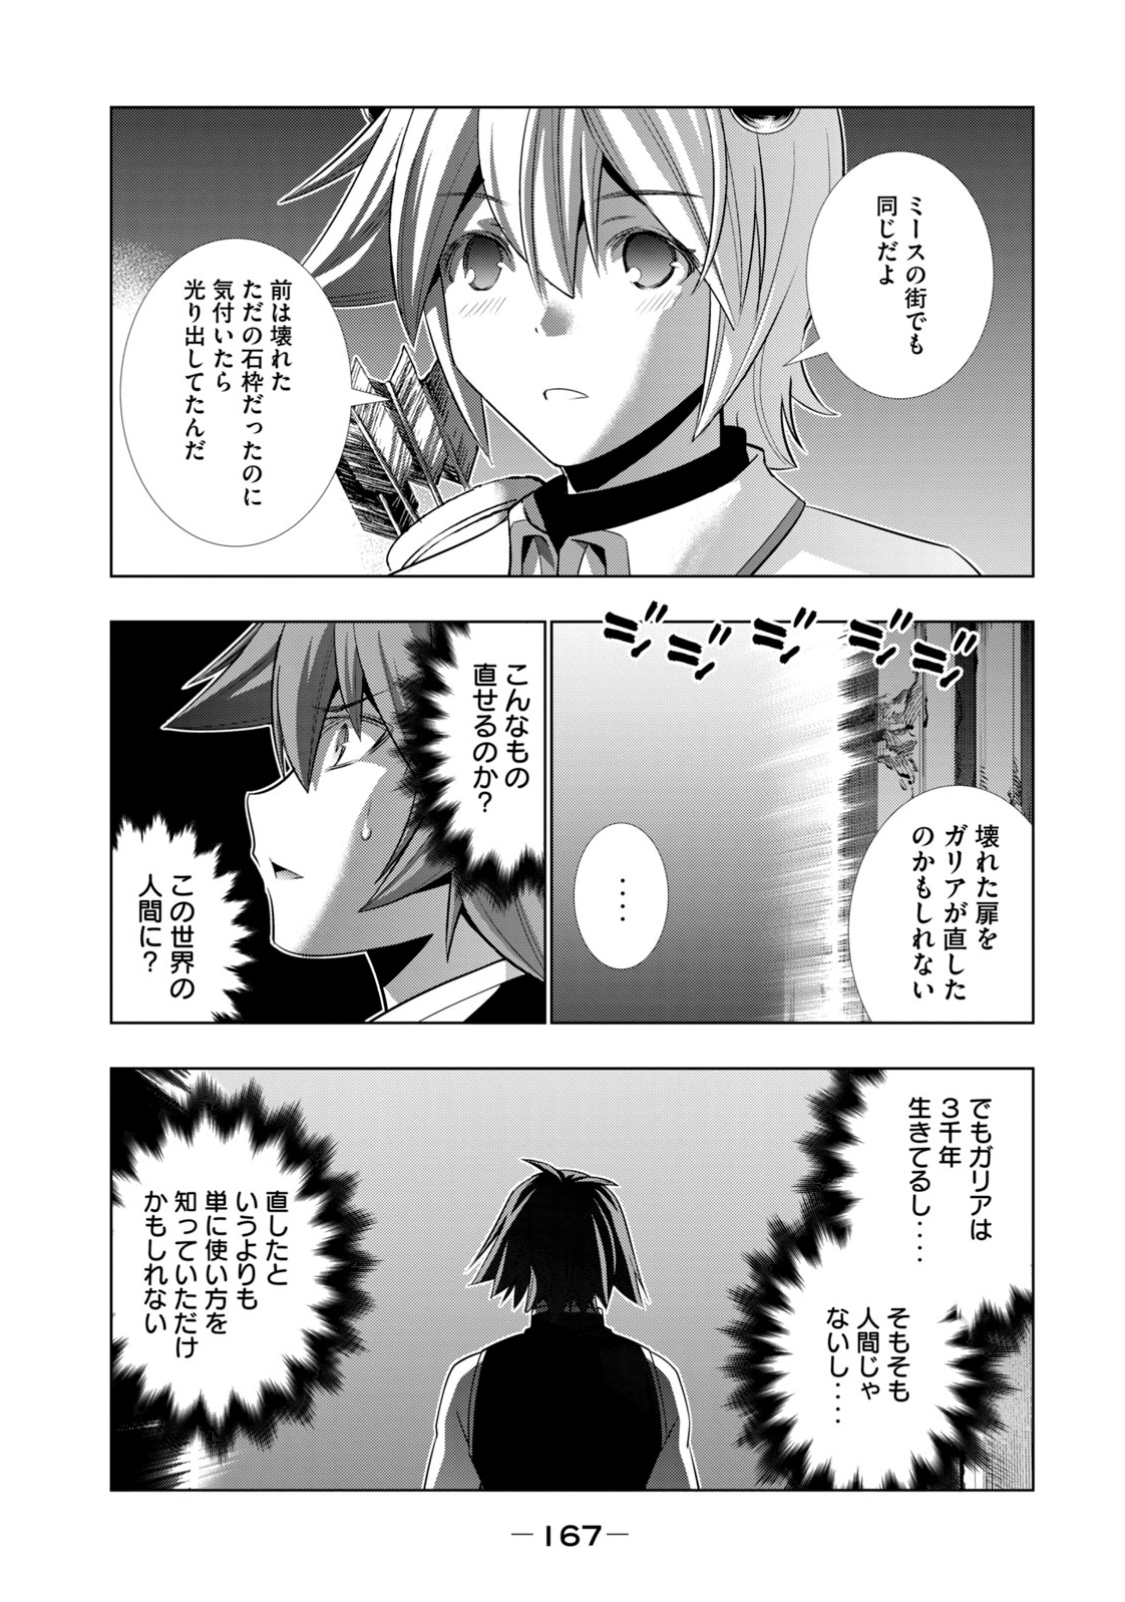 ミースの街でも
同じだよ
前は壊れた
ただの石枠だったのに
気付いたら
光り出してたんだ
ミ゛ミ゛ミ゛ミ゛ミ゛
壊れた扉を
ガリアが直した
のかもしれない
‥‥
こんなもの
直せるのか?
この世界の
人間に?
でもガリアは
3千年
生きてるし‥‥
そもそも
人間じゃ
ないし‥‥
直したと
いうよりも
単に使い方を
知っていただけ
かもしれない
—167—